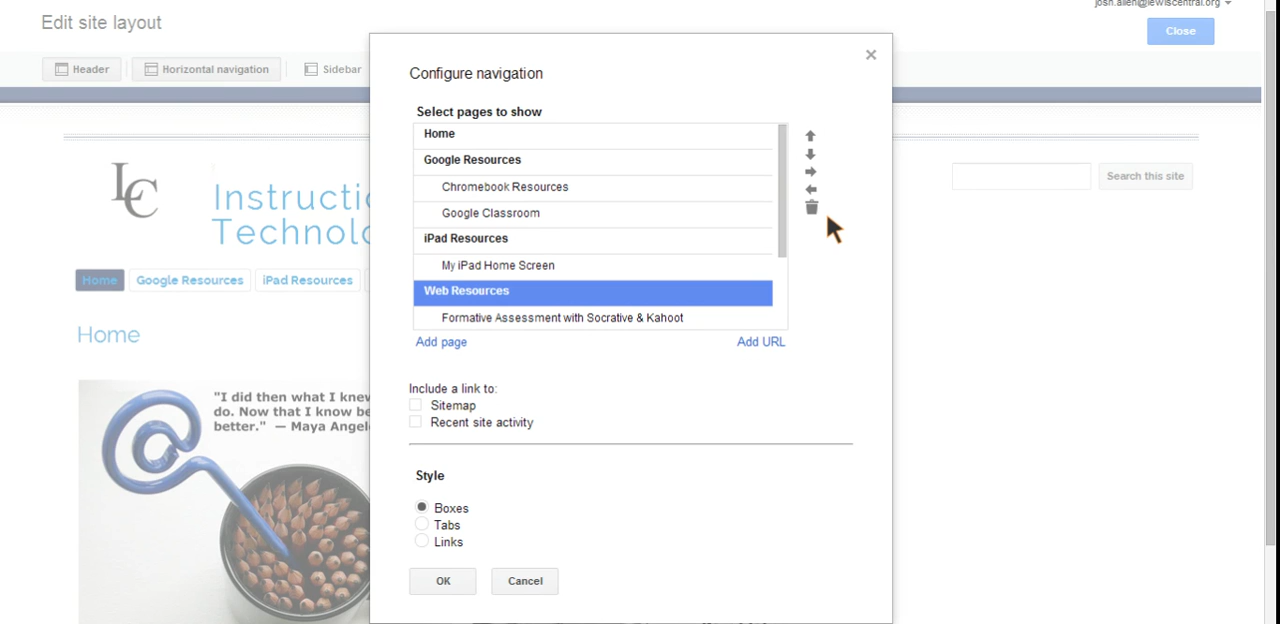 josh.allen@lewiscentral.org
Edit site layout
Close
Header
Horizontal navigation
Sidebar
Configure navigation
Select pages to show
Home
Google Resources
Chromebook Resources
Google Classroom
iPad Resources
My iPad Home Screen
Web Resources
Formative Assessment with Socrative & Kahoot
Add page
Add URL
Include a link to:
Sitemap
Recent site activity
Style
Boxes
Tabs
Links
OK
Cancel
LC
Instructi
Technolo
Search this site
Home
Google Resources
iPad Resources
Home
"I did then what I knew
do. Now that I know be
better." — Maya Angel